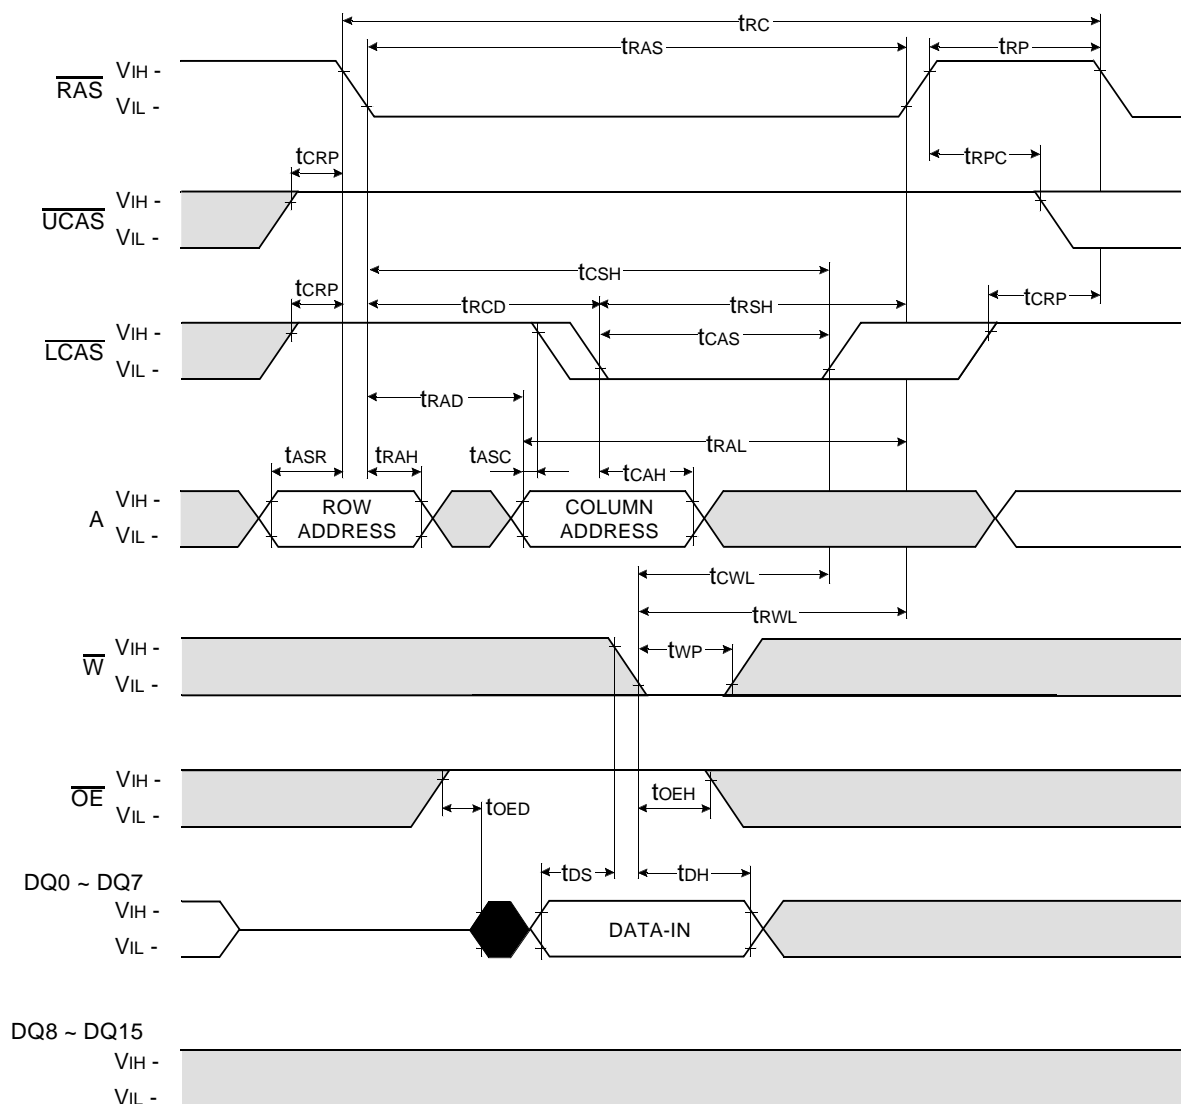 tRC
tRAS
tRP
RAS
VIH -
VIL -
tCRP
tRPC
UCAS
VIH -
VIL -
tCSH
tCRP
tRCD
tRSH
tCRP
LCAS
VIH -
VIL -
tCAS
tRAD
tRAL
tASR
tRAH
tASC
tCAH
A
VIH -
VIL -
ROW
ADDRESS
COLUMN
ADDRESS
tCWL
tRWL
W
VIH -
VIL -
tWP
OE
VIH -
VIL -
tOED
tOEH
tDS
tDH
DQ0 ~ DQ7
VIH -
VIL -
DATA-IN
DQ8 ~ DQ15
VIH -
VIL -